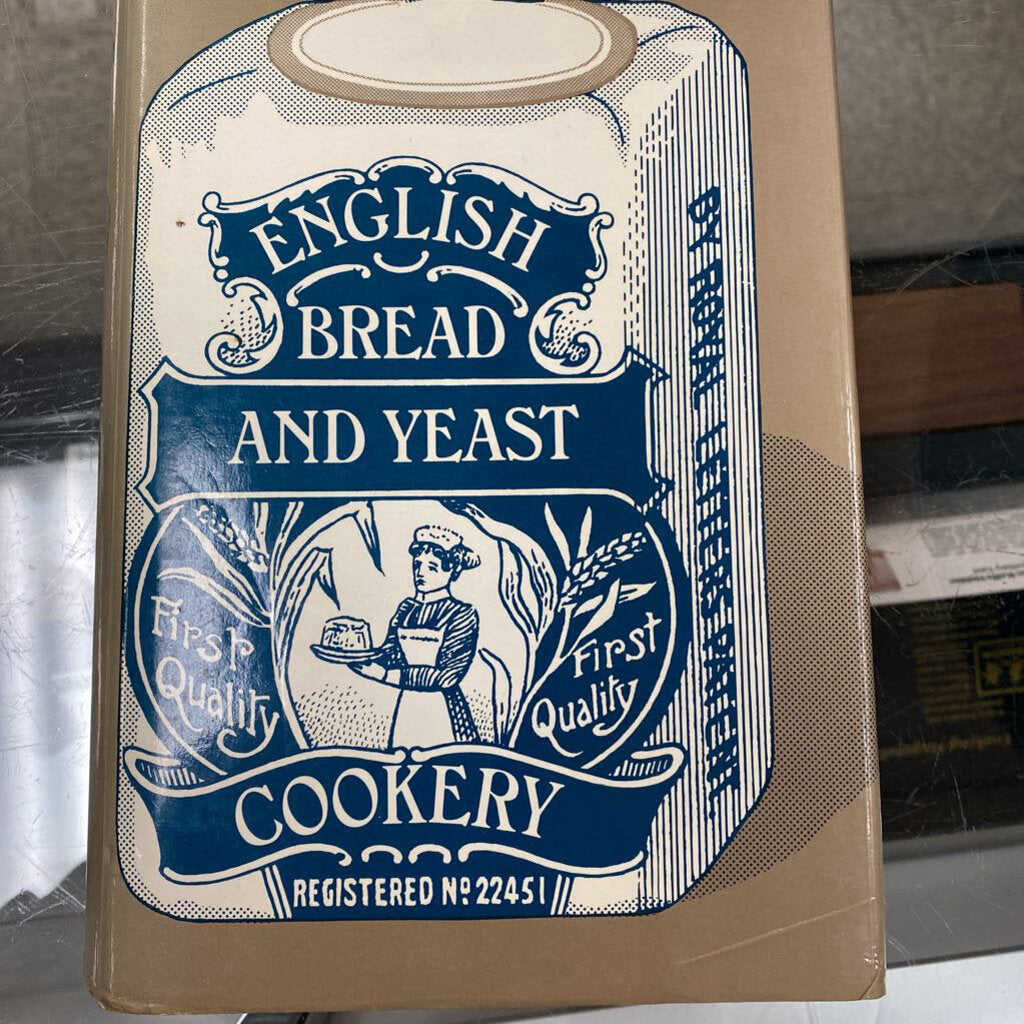 ENGLISH
BREAD
AND YEAST
First
Quality
First
Quality
COOKERY
REGISTERED Nº 22451
BY ROYAL LETTERS PATENT